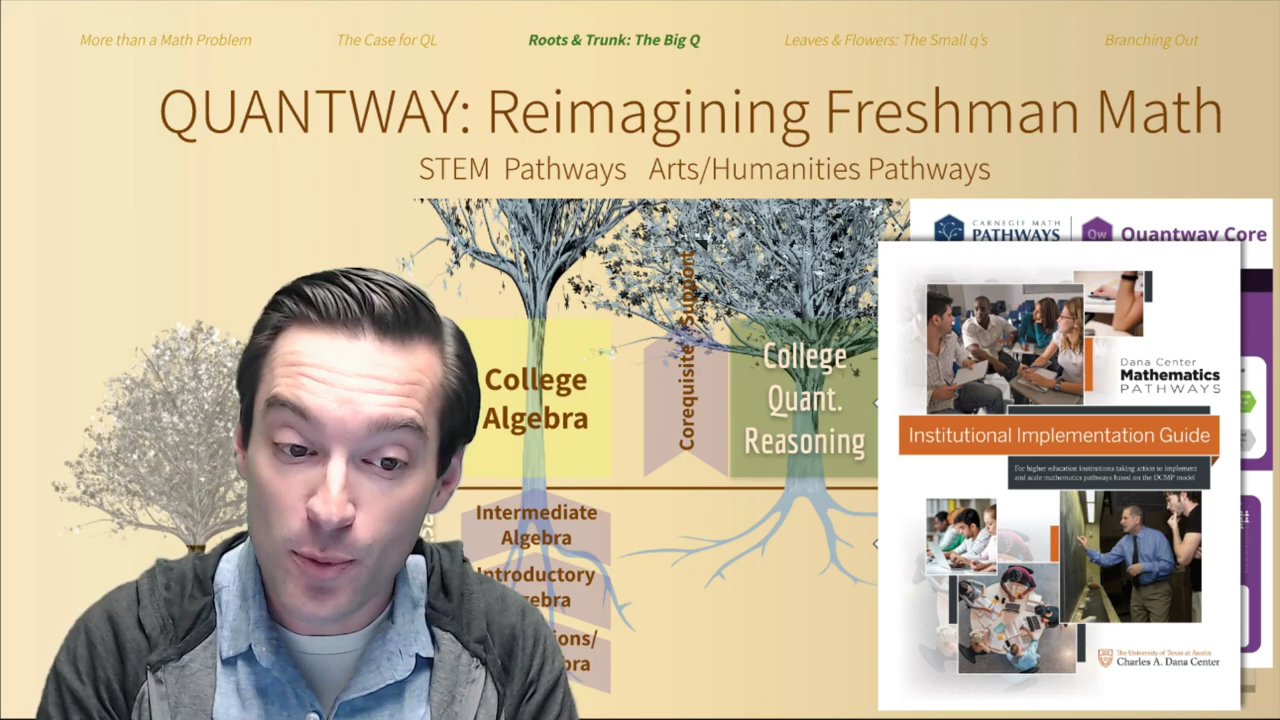 More than a Math Problem
The Case for QL
Roots & Trunk: The Big Q
Leaves & Flowers: The Small q's
Branching Out
QUANTWAY: Reimagining Freshman Math
STEM Pathways Arts/Humanities Pathways
CARNEGIE MATH
PATHWAYS
Qw
Quantway Core
College
Algebra
Corequisite Support
College
Quant.
Reasoning
Intermediate
Algebra
Introductory
Dana Center
Mathematics
PATHWAYS
Institutional Implementation Guide
For higher education institutions taking action to implement
and scale mathematics pathways based on the DCMP model
The University of Texas at Austin
Charles A. Dana Center